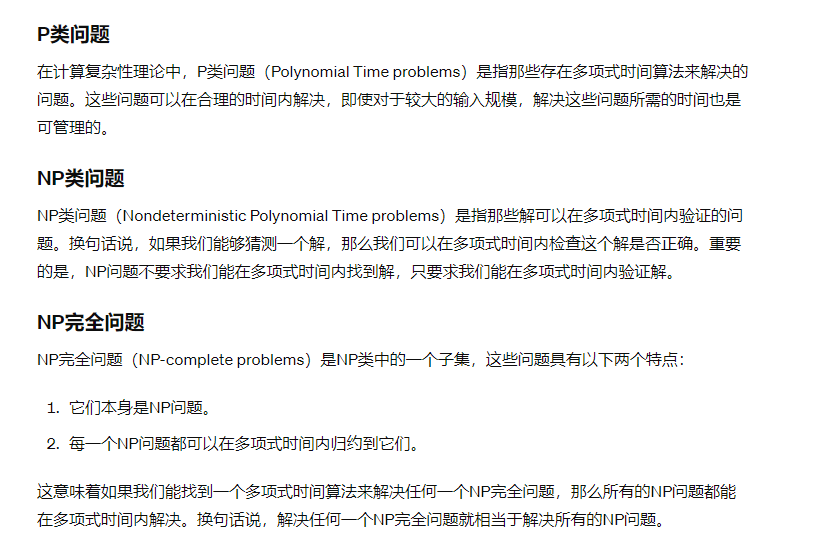 P类问题
在计算复杂性理论中，P类问题（Polynomial Time problems）是指那些存在多项式时间算法来解决的
问题。这些问题可以在合理的时间内解决，即使对于较大的输入规模，解决这些问题所需的时间也是
可管理的。
NP类问题
NP类问题（Nondeterministic Polynomial Time problems）是指那些解可以在多项式时间内验证的问
题。换句话说，如果我们能够猜测一个解，那么我们可以在多项式时间内检查这个解是否正确。重要
的是，NP问题不要求我们能在多项式时间内找到解，只要求我们能在多项式时间内验证解。
NP完全问题
NP完全问题（NP-complete problems）是NP类中的一个子集，这些问题具有以下两个特点：
1. 它们本身是NP问题。
2. 每一个NP问题都可以在多项式时间内归约到它们。
这意味着如果我们能找到一个多项式时间算法来解决任何一个NP完全问题，那么所有的NP问题都能
在多项式时间内解决。换句话说，解决任何一个NP完全问题就相当于解决所有的NP问题。